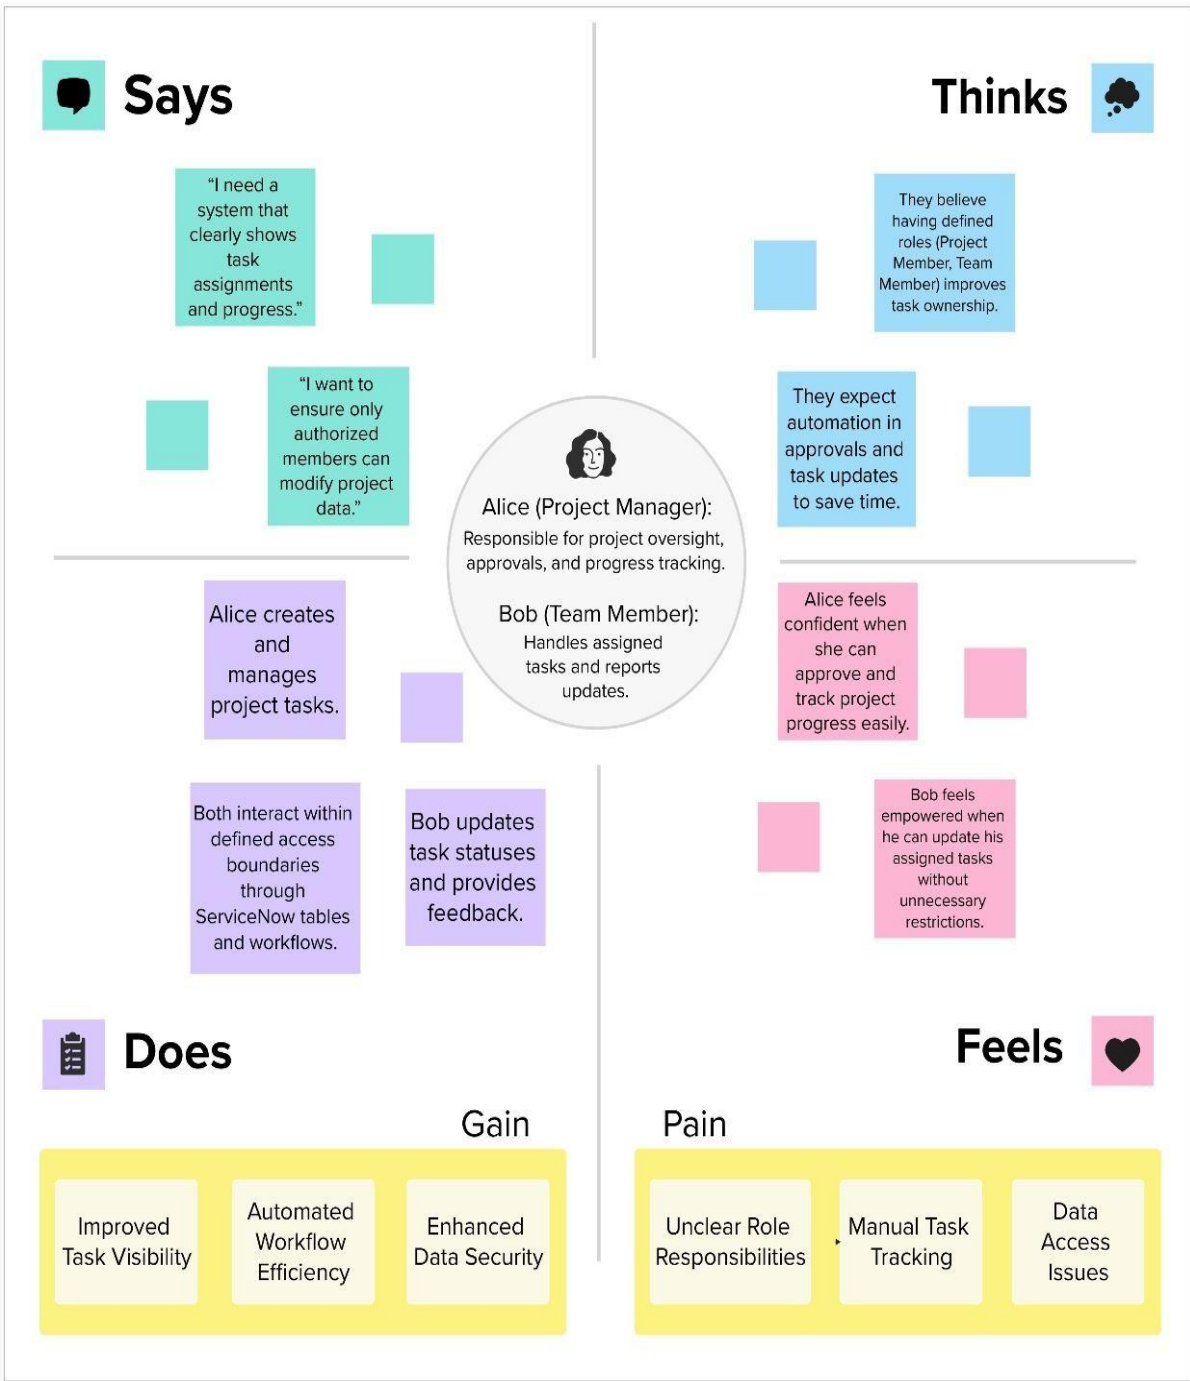 Says
Thinks
“I need a
system that
clearly shows
task
assignments
and progress.”
They believe
having defined
roles (Project
Member, Team
Member) improves
task ownership.
“I want to
ensure only
authorized
members can
modify project
data.”
They expect
automation in
approvals and
task updates
to save time.
Alice (Project Manager):
Responsible for project oversight,
approvals, and progress tracking.
Bob (Team Member):
Handles assigned
tasks and reports
updates.
Alice creates
and
manages
project tasks.
Both interact within
defined access
boundaries
through
ServiceNow tables
and workflows.
Bob updates
task statuses
and provides
feedback.
Alice feels
confident when
she can
approve and
track project
progress easily.
Bob feels
empowered when
he can update his
assigned tasks
without
unnecessary
restrictions.
Does
Feels
Gain
Improved
Task Visibility
Automated
Workflow
Efficiency
Enhanced
Data Security
Pain
Unclear Role
Responsibilities
Manual Task
Tracking
Data
Access
Issues